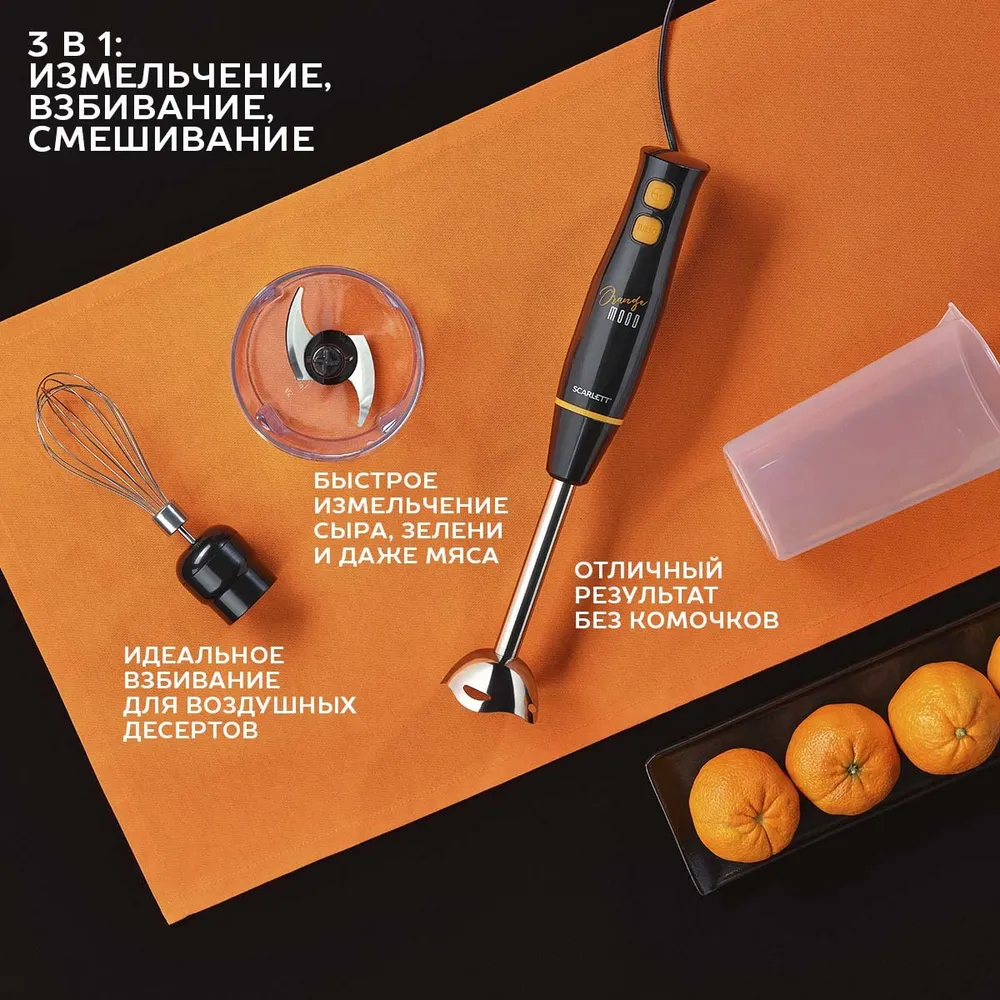 3 В 1:
ИЗМЕЛЬЧЕНИЕ,
ВЗБИВАНИЕ,
СМЕШИВАНИЕ
Orange
MOOD
SCARLETT
БЫСТРОЕ
ИЗМЕЛЬЧЕНИЕ
СЫРА, ЗЕЛЕНИ
И ДАЖЕ МЯСА
ОТЛИЧНЫЙ
РЕЗУЛЬТАТ
БЕЗ КОМОЧКОВ
ИДЕАЛЬНОЕ
ВЗБИВАНИЕ
ДЛЯ ВОЗДУШНЫХ
ДЕСЕРТОВ